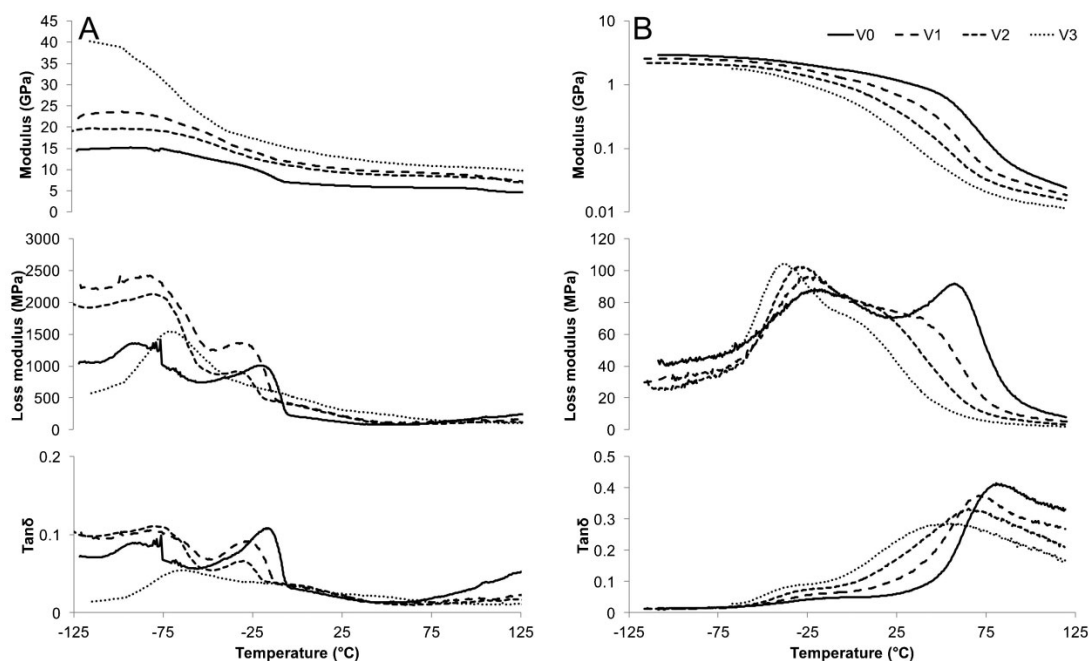 A
45
40
35
30
25
20
15
10
5
0
Modulus (GPa)
3000
2500
2000
1500
1000
500
0
Loss modulus (MPa)
0.2
0.1
0
Tanδ
-125 -75 -25 25 75 125
Temperature (°C)
B
V0 V1 V2 V3
10
1
0.1
0.01
Modulus (GPa)
120
100
80
60
40
20
0
Loss modulus (MPa)
0.5
0.4
0.3
0.2
0.1
0
Tanδ
-125 -75 -25 25 75 125
Temperature (°C)